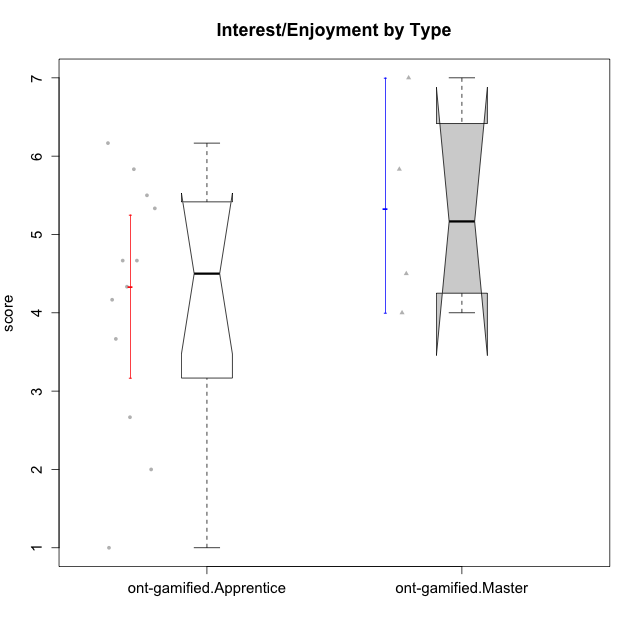 Interest/Enjoyment by Type
score
7
6
5
4
3
2
1
ont-gamified.Apprentice
ont-gamified.Master